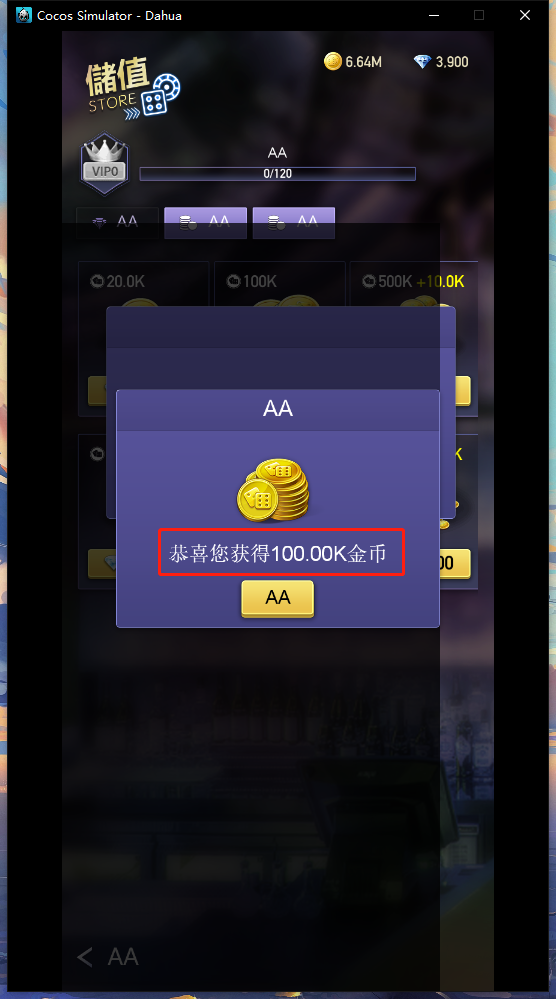 Cocos Simulator - Dahua
儲值
STORE
6.64M
3,900
VIP0
AA
0/120
AA
AA
AA
20.0K
100K
500K +10.0K
AA
恭喜您获得100.00K金币
AA
AA